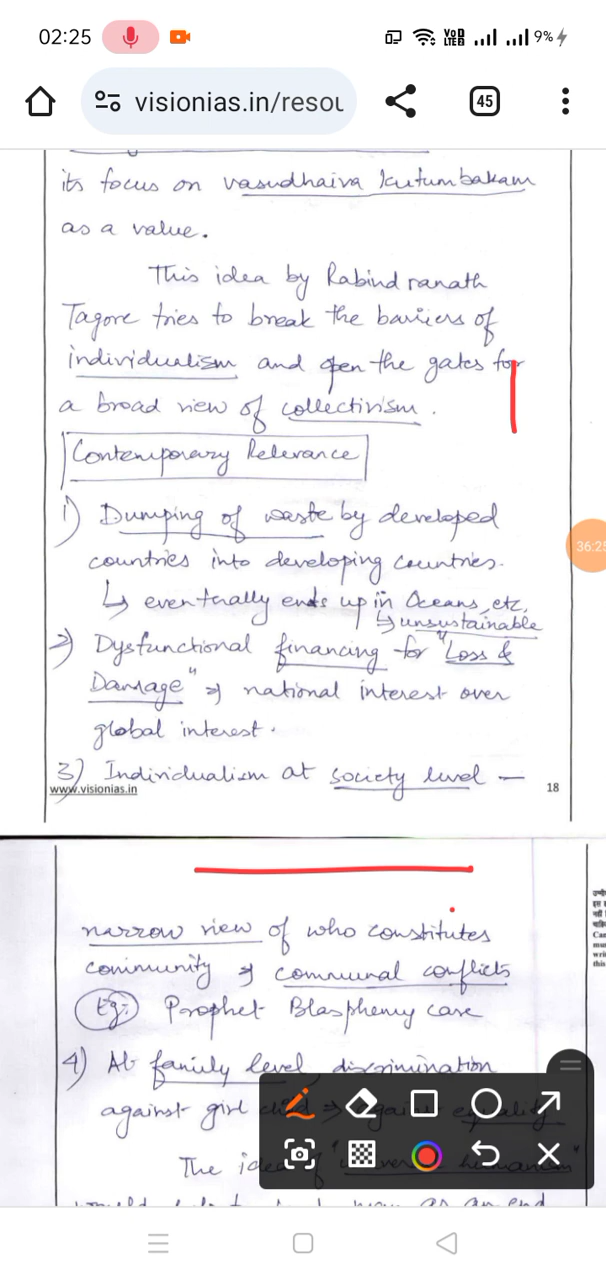 02:25
VoD LTE2
9%
visionias.in/resou
45
its focus on vasudhaiva kutumbakam
as a value.
This idea by Rabindranath
Tagore tries to break the barriers of
individualism and open the gates for
a broad view of collectivism.
Contemporary Relevance
1) Dumping of waste by developed
countries into developing countries.
↳ eventually ends up in Oceans, etc.
↳ unsustainable
2) Dysfunctional financing for "Loss &
Damage" ⇒ national interest over
global interest.
36:25
3) Individualism at society level —
www.visionias.in
18
narrow view of who constitutes
community ⇒ communal conflicts
Eg: Prophet Blasphemy case
4) At family level, discrimination
against girl
The